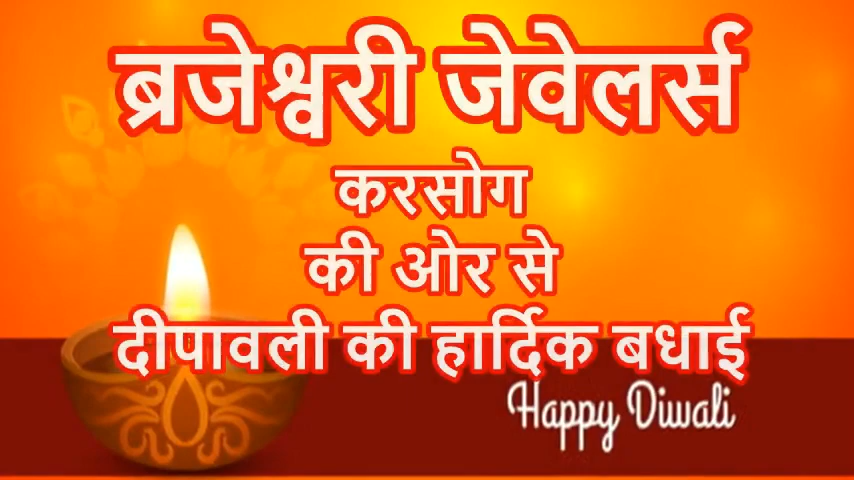 ब्रजेश्वरी जेवेलर्स
करसोग
की ओर से
दीपावली की हार्दिक बधाई
Happy Diwali